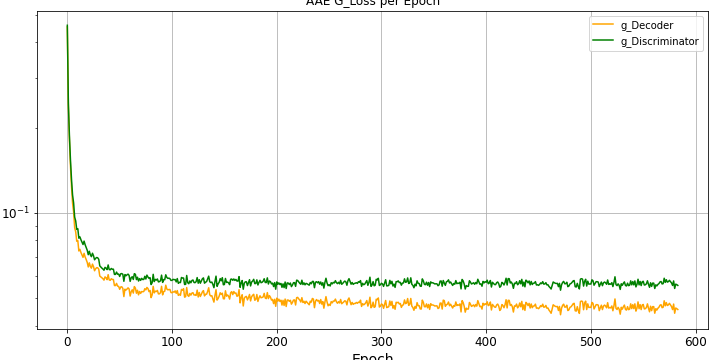 AAE G_Loss per Epoch
g_Decoder
g_Discriminator
10⁻¹
0 100 200 300 400 500 600
Epoch